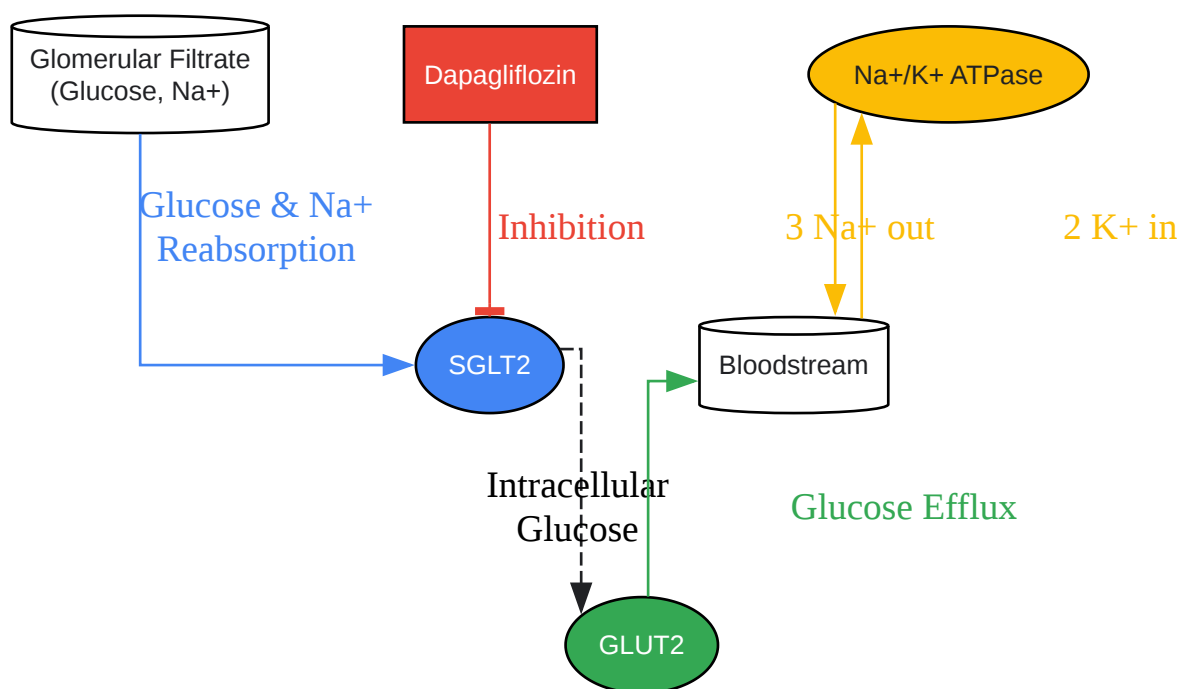 Glomerular Filtrate
(Glucose, Na+)
Dapagliflozin
Na+/K+ ATPase
Glucose & Na+
Reabsorption
Inhibition
3 Na+ out
2 K+ in
SGLT2
Bloodstream
Intracellular
Glucose
Glucose Efflux
GLUT2